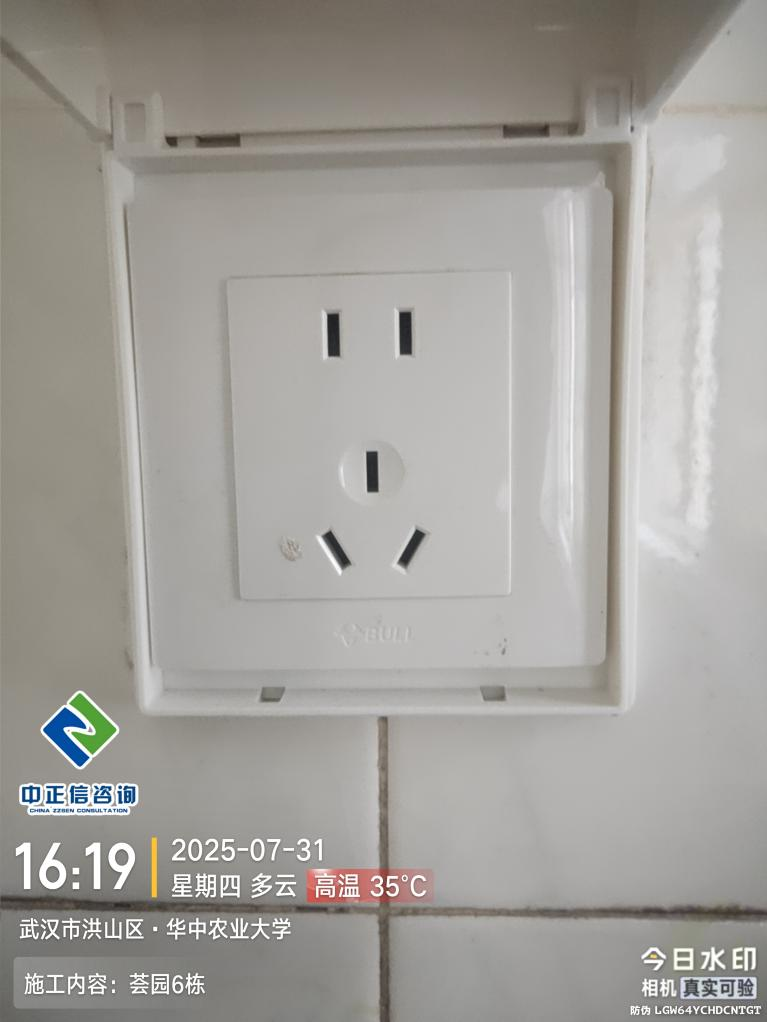 BULL
中正信咨询
CHINA ZZSEN CONSULTATION
16:19
2025-07-31
星期四 多云 高温 35°C
武汉市洪山区·华中农业大学
施工内容：荟园6栋
今日水印
相机 真实可验
防伪 LGW64YCHDCNTGT